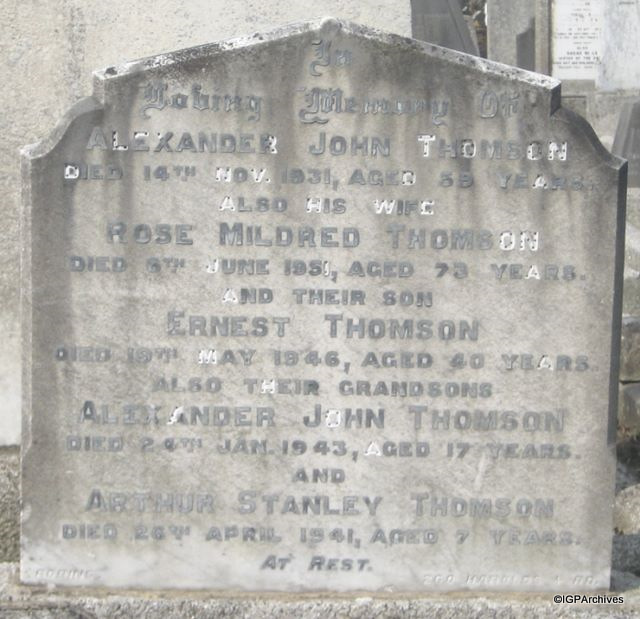 In
Loving Memory Of
ALEXANDER JOHN THOMSON
DIED 14TH NOV. 1931, AGED 59 YEARS.
ALSO HIS WIFE
ROSE MILDRED THOMSON
DIED 6TH JUNE 1951, AGED 73 YEARS.
AND THEIR SON
ERNEST THOMSON
DIED 19TH MAY 1946, AGED 40 YEARS.
ALSO THEIR GRANDSONS
ALEXANDER JOHN THOMSON
DIED 24TH JAN. 1943, AGED 17 YEARS.
AND
ARTHUR STANLEY THOMSON
DIED 26TH APRIL 1941, AGED 7 YEARS.
AT REST.
©IGPArchives